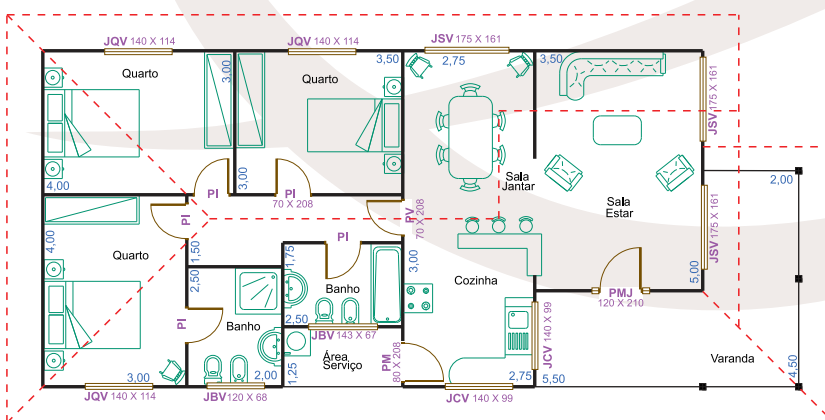 JQV 140 X 114
JQV 140 X 114
JSV 175 X 161
Quarto
3,00
Quarto
3,50
2,75
3,50
JSV 175 X 161
4,00
3,00
PI
PI
70 X 208
Sala
Jantar
2,00
4,00
Quarto
PI
1,50
PI
PV
70 X 208
Sala
Estar
JSV 175 X 161
1,75
3,00
Cozinha
5,00
2,50
Banho
PMJ
120 X 210
PI
Banho
2,50
JBV 143 X 67
JCV 140 X 99
Área
Serviço
PM
80 X 208
Varanda
4,50
3,00
2,00
1,25
2,75
5,50
JQV 140 X 114
JBV 120 X 68
JCV 140 X 99